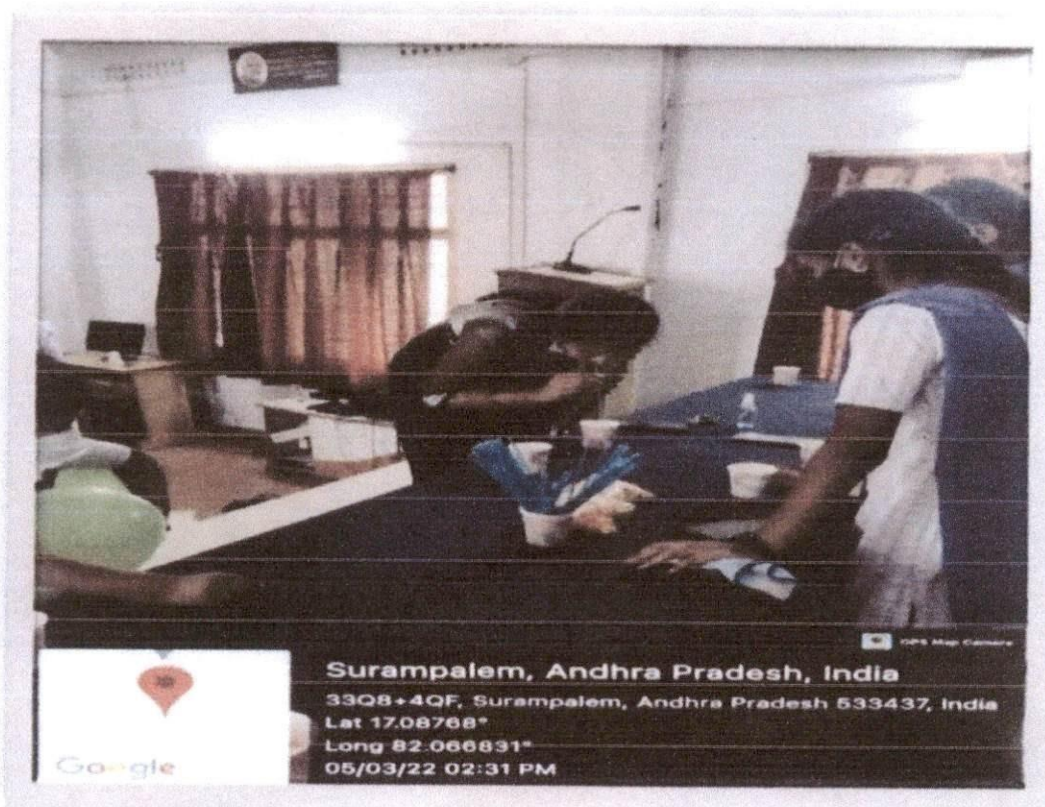 GPS Map Camera
Surampalem, Andhra Pradesh, India
33Q8+4QF, Surampalem, Andhra Pradesh 533437, India
Lat 17.08768°
Long 82.066831°
05/03/22 02:31 PM
Google